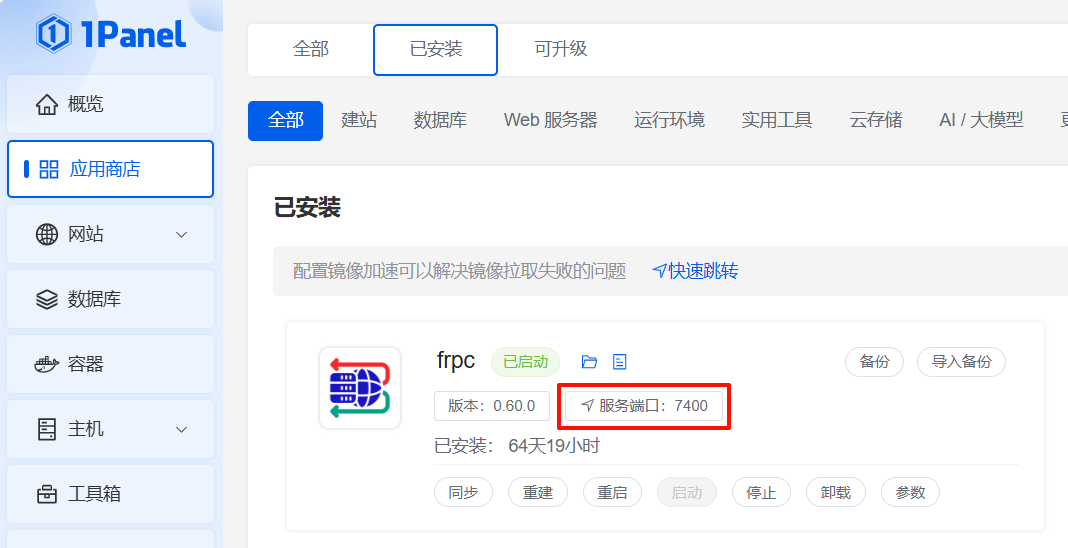 1Panel
全部 已安装 可升级
概览
全部 建站 数据库 Web 服务器 运行环境 实用工具 云存储 AI / 大模型
应用商店
已安装
网站
配置镜像加速可以解决镜像拉取失败的问题 快速跳转
数据库
frpc 已启动 备份 导入备份
容器
版本：0.60.0 服务端口：7400
主机
已安装： 64天19小时
工具箱
同步 重建 重启 启动 停止 卸载 参数